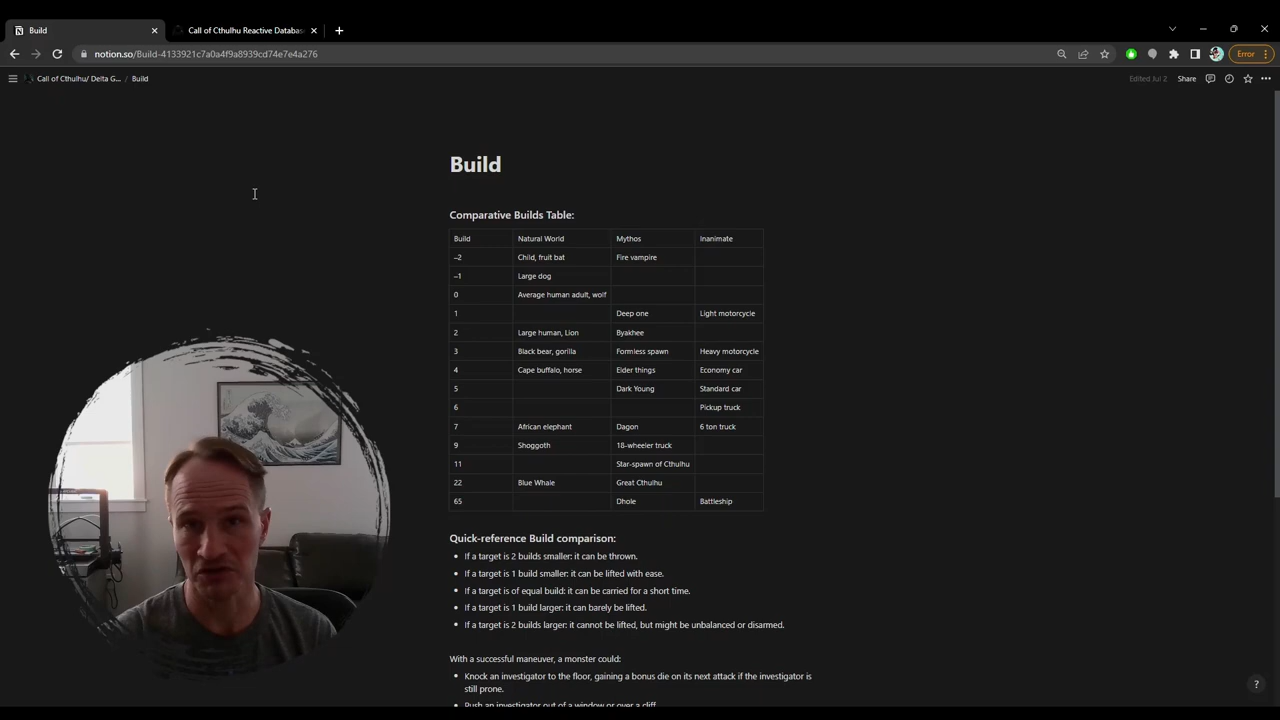 Build
Call of Cthulhu Reactive Databas
notion.so/Build-4133921c7a0a4f9a8939cd74e7e4a276
Error
Call of Cthulhu/ Delta G... / Build
Edited Jul 2
Share
Build
Comparative Builds Table:
Build Natural World Mythos Inanimate
–2 Child, fruit bat Fire vampire
–1 Large dog
0 Average human adult, wolf
1 Deep one Light motorcycle
2 Large human, Lion Byakhee
3 Black bear, gorilla Formless spawn Heavy motorcycle
4 Cape buffalo, horse Elder things Economy car
5 Dark Young Standard car
6 Pickup truck
7 African elephant Dagon 6 ton truck
9 Shoggoth 18-wheeler truck
11 Star-spawn of Cthulhu
22 Blue Whale Great Cthulhu
65 Dhole Battleship
Quick-reference Build comparison:
• If a target is 2 builds smaller: it can be thrown.
• If a target is 1 build smaller: it can be lifted with ease.
• If a target is of equal build: it can be carried for a short time.
• If a target is 1 build larger: it can barely be lifted.
• If a target is 2 builds larger: it cannot be lifted, but might be unbalanced or disarmed.
With a successful maneuver, a monster could:
• Knock an investigator to the floor, gaining a bonus die on its next attack if the investigator is
still prone.
• Push an investigator out of a window or over a cliff
?